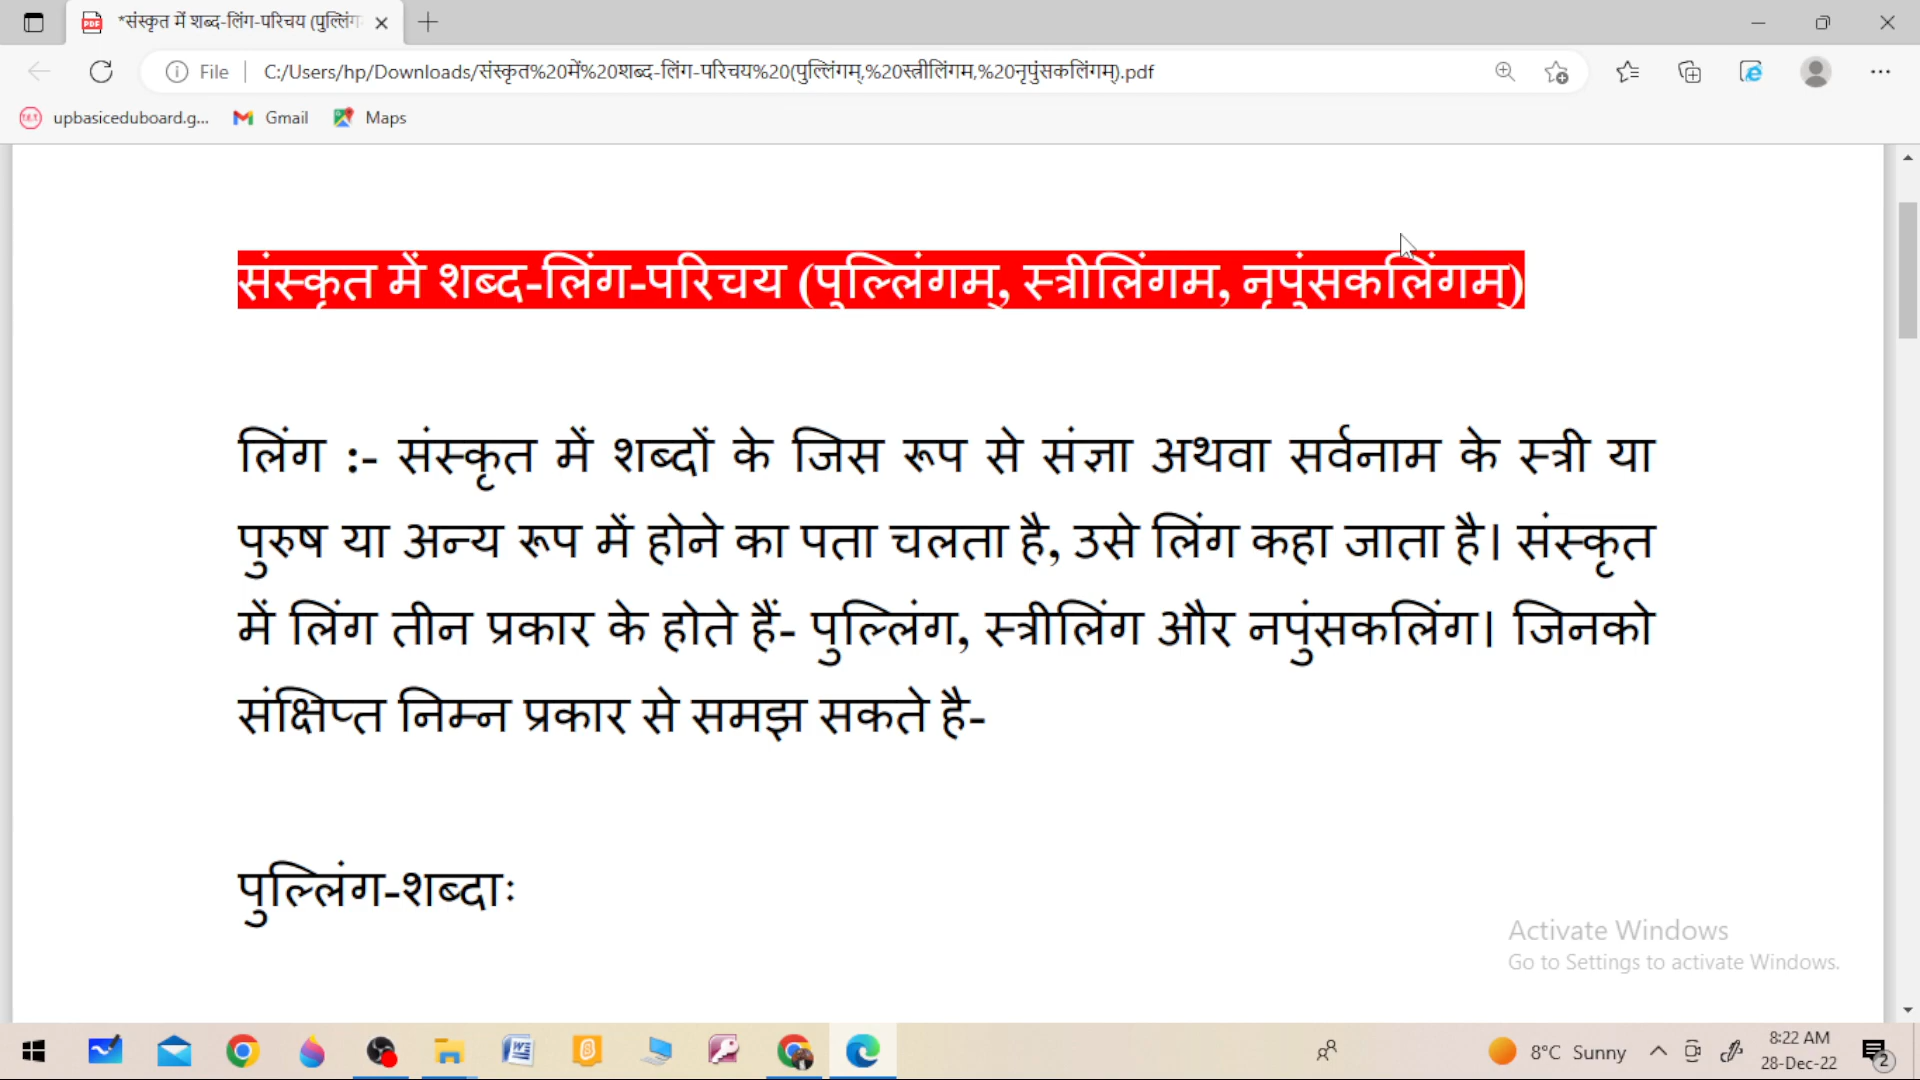 *संस्कृत में शब्द-लिंग-परिचय (पुल्लिंग
File
C:/Users/hp/Downloads/संस्कृत%20में%20शब्द-लिंग-परिचय%20(पुल्लिंगम्,%20स्त्रीलिंगम,%20नृपुंसकलिंगम्).pdf
upbasiceduboard.g...
Gmail
Maps
संस्कृत में शब्द-लिंग-परिचय (पुल्लिंगम्, स्त्रीलिंगम, नृपुंसकलिंगम्)
लिंग :- संस्कृत में शब्दों के जिस रूप से संज्ञा अथवा सर्वनाम के स्त्री या
पुरुष या अन्य रूप में होने का पता चलता है, उसे लिंग कहा जाता है। संस्कृत
में लिंग तीन प्रकार के होते हैं- पुल्लिंग, स्त्रीलिंग और नपुंसकलिंग। जिनको
संक्षिप्त निम्न प्रकार से समझ सकते है-
पुल्लिंग-शब्दाः
Activate Windows
Go to Settings to activate Windows.
8°C Sunny
8:22 AM
28-Dec-22
2